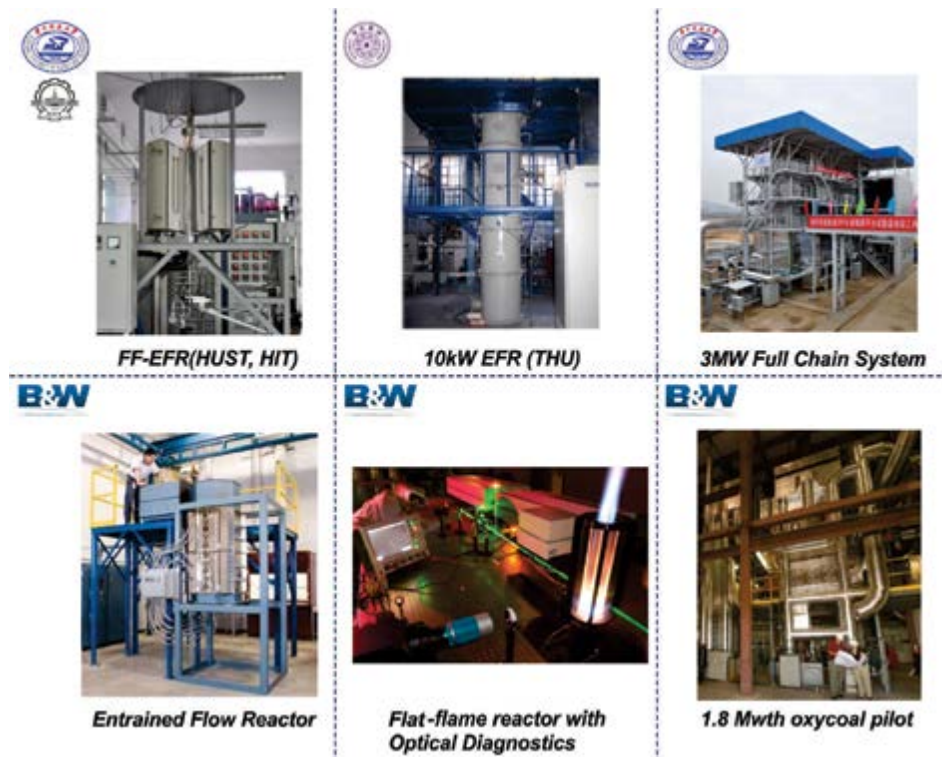 FF-EFR(HUST, HIT)
10kW EFR (THU)
3MW Full Chain System
B&W
B&W
B&W
Entrained Flow Reactor
Flat-flame reactor with
Optical Diagnostics
1.8 Mwth oxycoal pilot